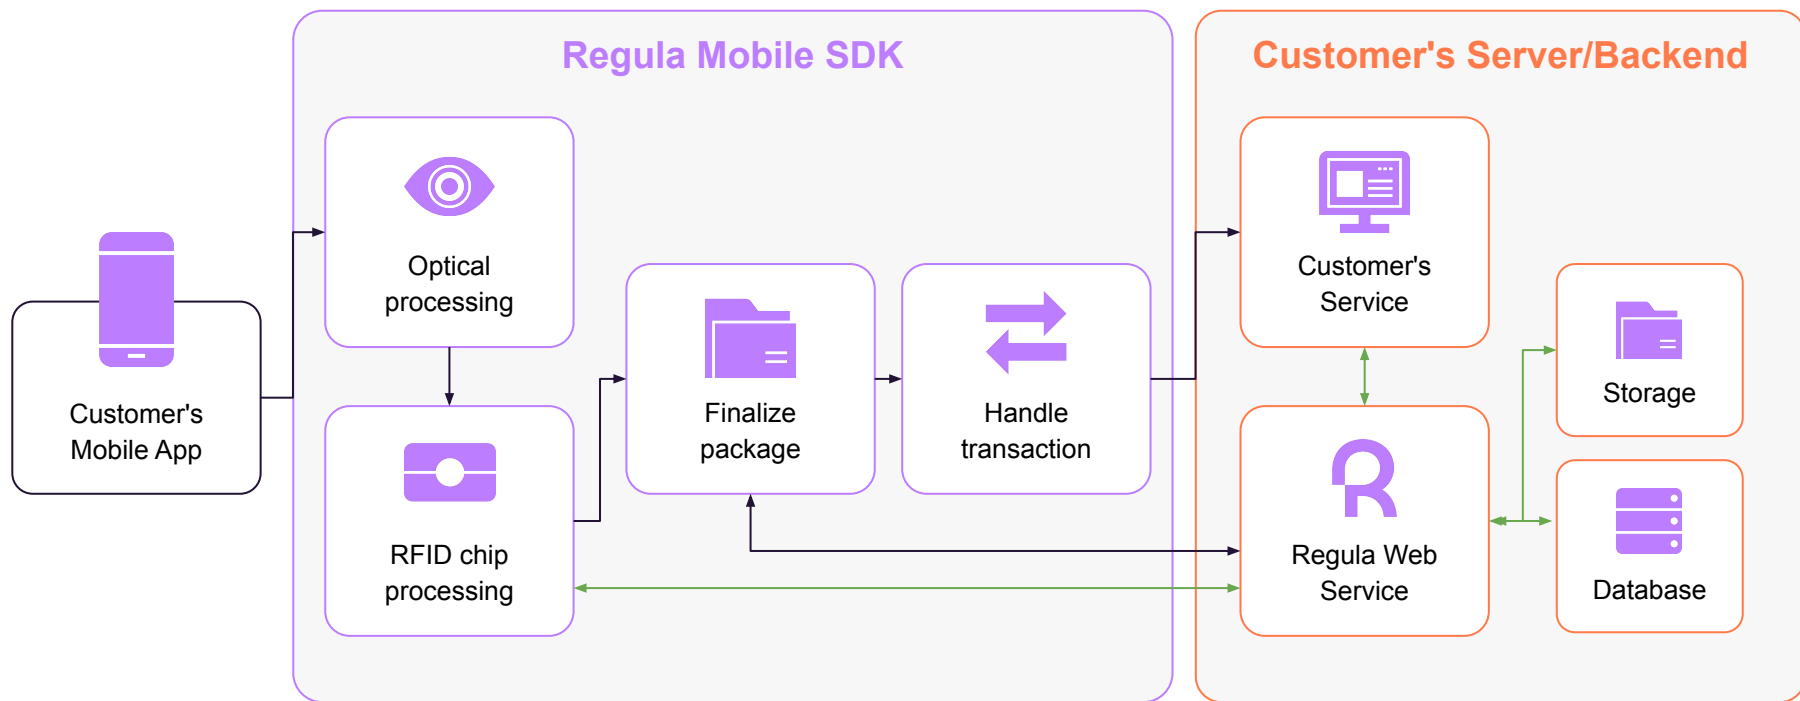 Regula Mobile SDK
Customer's Server/Backend
Customer's
Mobile App
Optical
processing
RFID chip
processing
Finalize
package
Handle
transaction
Customer's
Service
Regula Web
Service
Storage
Database